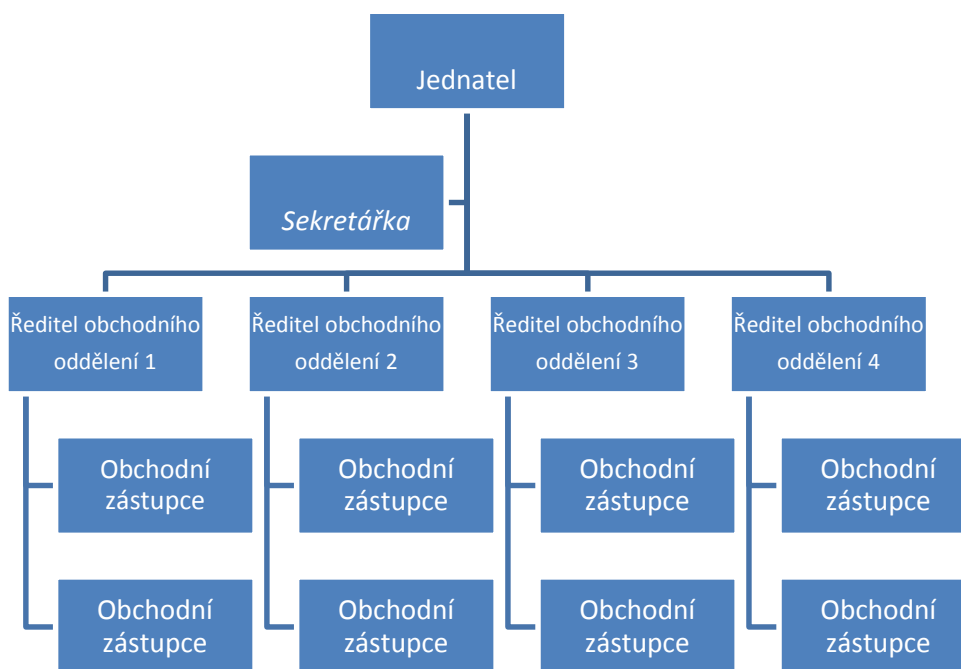 Jednatel
Sekretářka
Ředitel obchodního
oddělení 1
Ředitel obchodního
oddělení 2
Ředitel obchodního
oddělení 3
Ředitel obchodního
oddělení 4
Obchodní
zástupce
Obchodní
zástupce
Obchodní
zástupce
Obchodní
zástupce
Obchodní
zástupce
Obchodní
zástupce
Obchodní
zástupce
Obchodní
zástupce